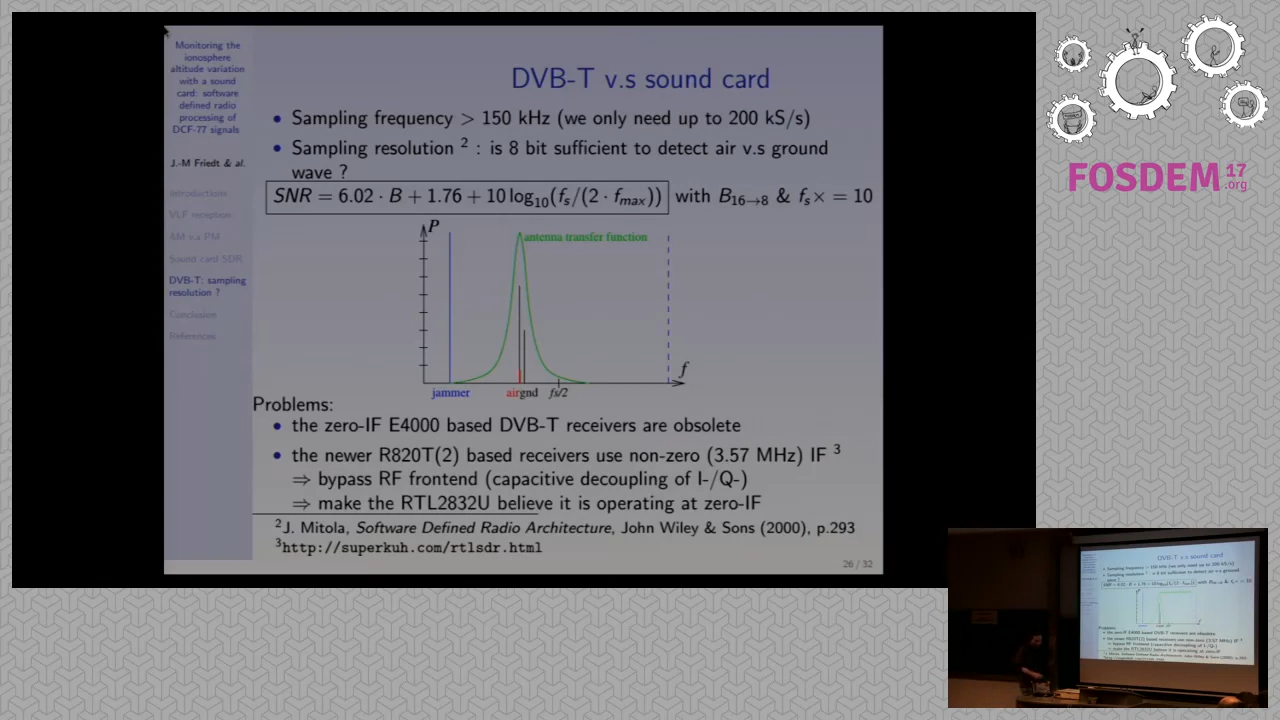 Monitoring the
ionosphere
altitude variation
with a sound
card: software
defined radio
processing of
DCF-77 signals
J.-M Friedt & al.
Introductions
VLF reception
AM v.s PM
Sound card SDR
DVB-T: sampling
resolution ?
Conclusion
References
DVB-T v.s sound card
• Sampling frequency > 150 kHz (we only need up to 200 kS/s)
• Sampling resolution 2 : is 8 bit sufficient to detect air v.s ground
wave ?
SNR = 6.02 · B + 1.76 + 10 log10(fs/(2 · fmax)) with B16→8 & fs× = 10
P
antenna transfer function
f
jammer airgnd fs/2
Problems:
• the zero-IF E4000 based DVB-T receivers are obsolete
• the newer R820T(2) based receivers use non-zero (3.57 MHz) IF 3
⇒ bypass RF frontend (capacitive decoupling of I-/Q-)
⇒ make the RTL2832U believe it is operating at zero-IF
2J. Mitola, Software Defined Radio Architecture, John Wiley & Sons (2000), p.293
3http://superkuh.com/rtlsdr.html
26 / 32
FOSDEM 17
.org